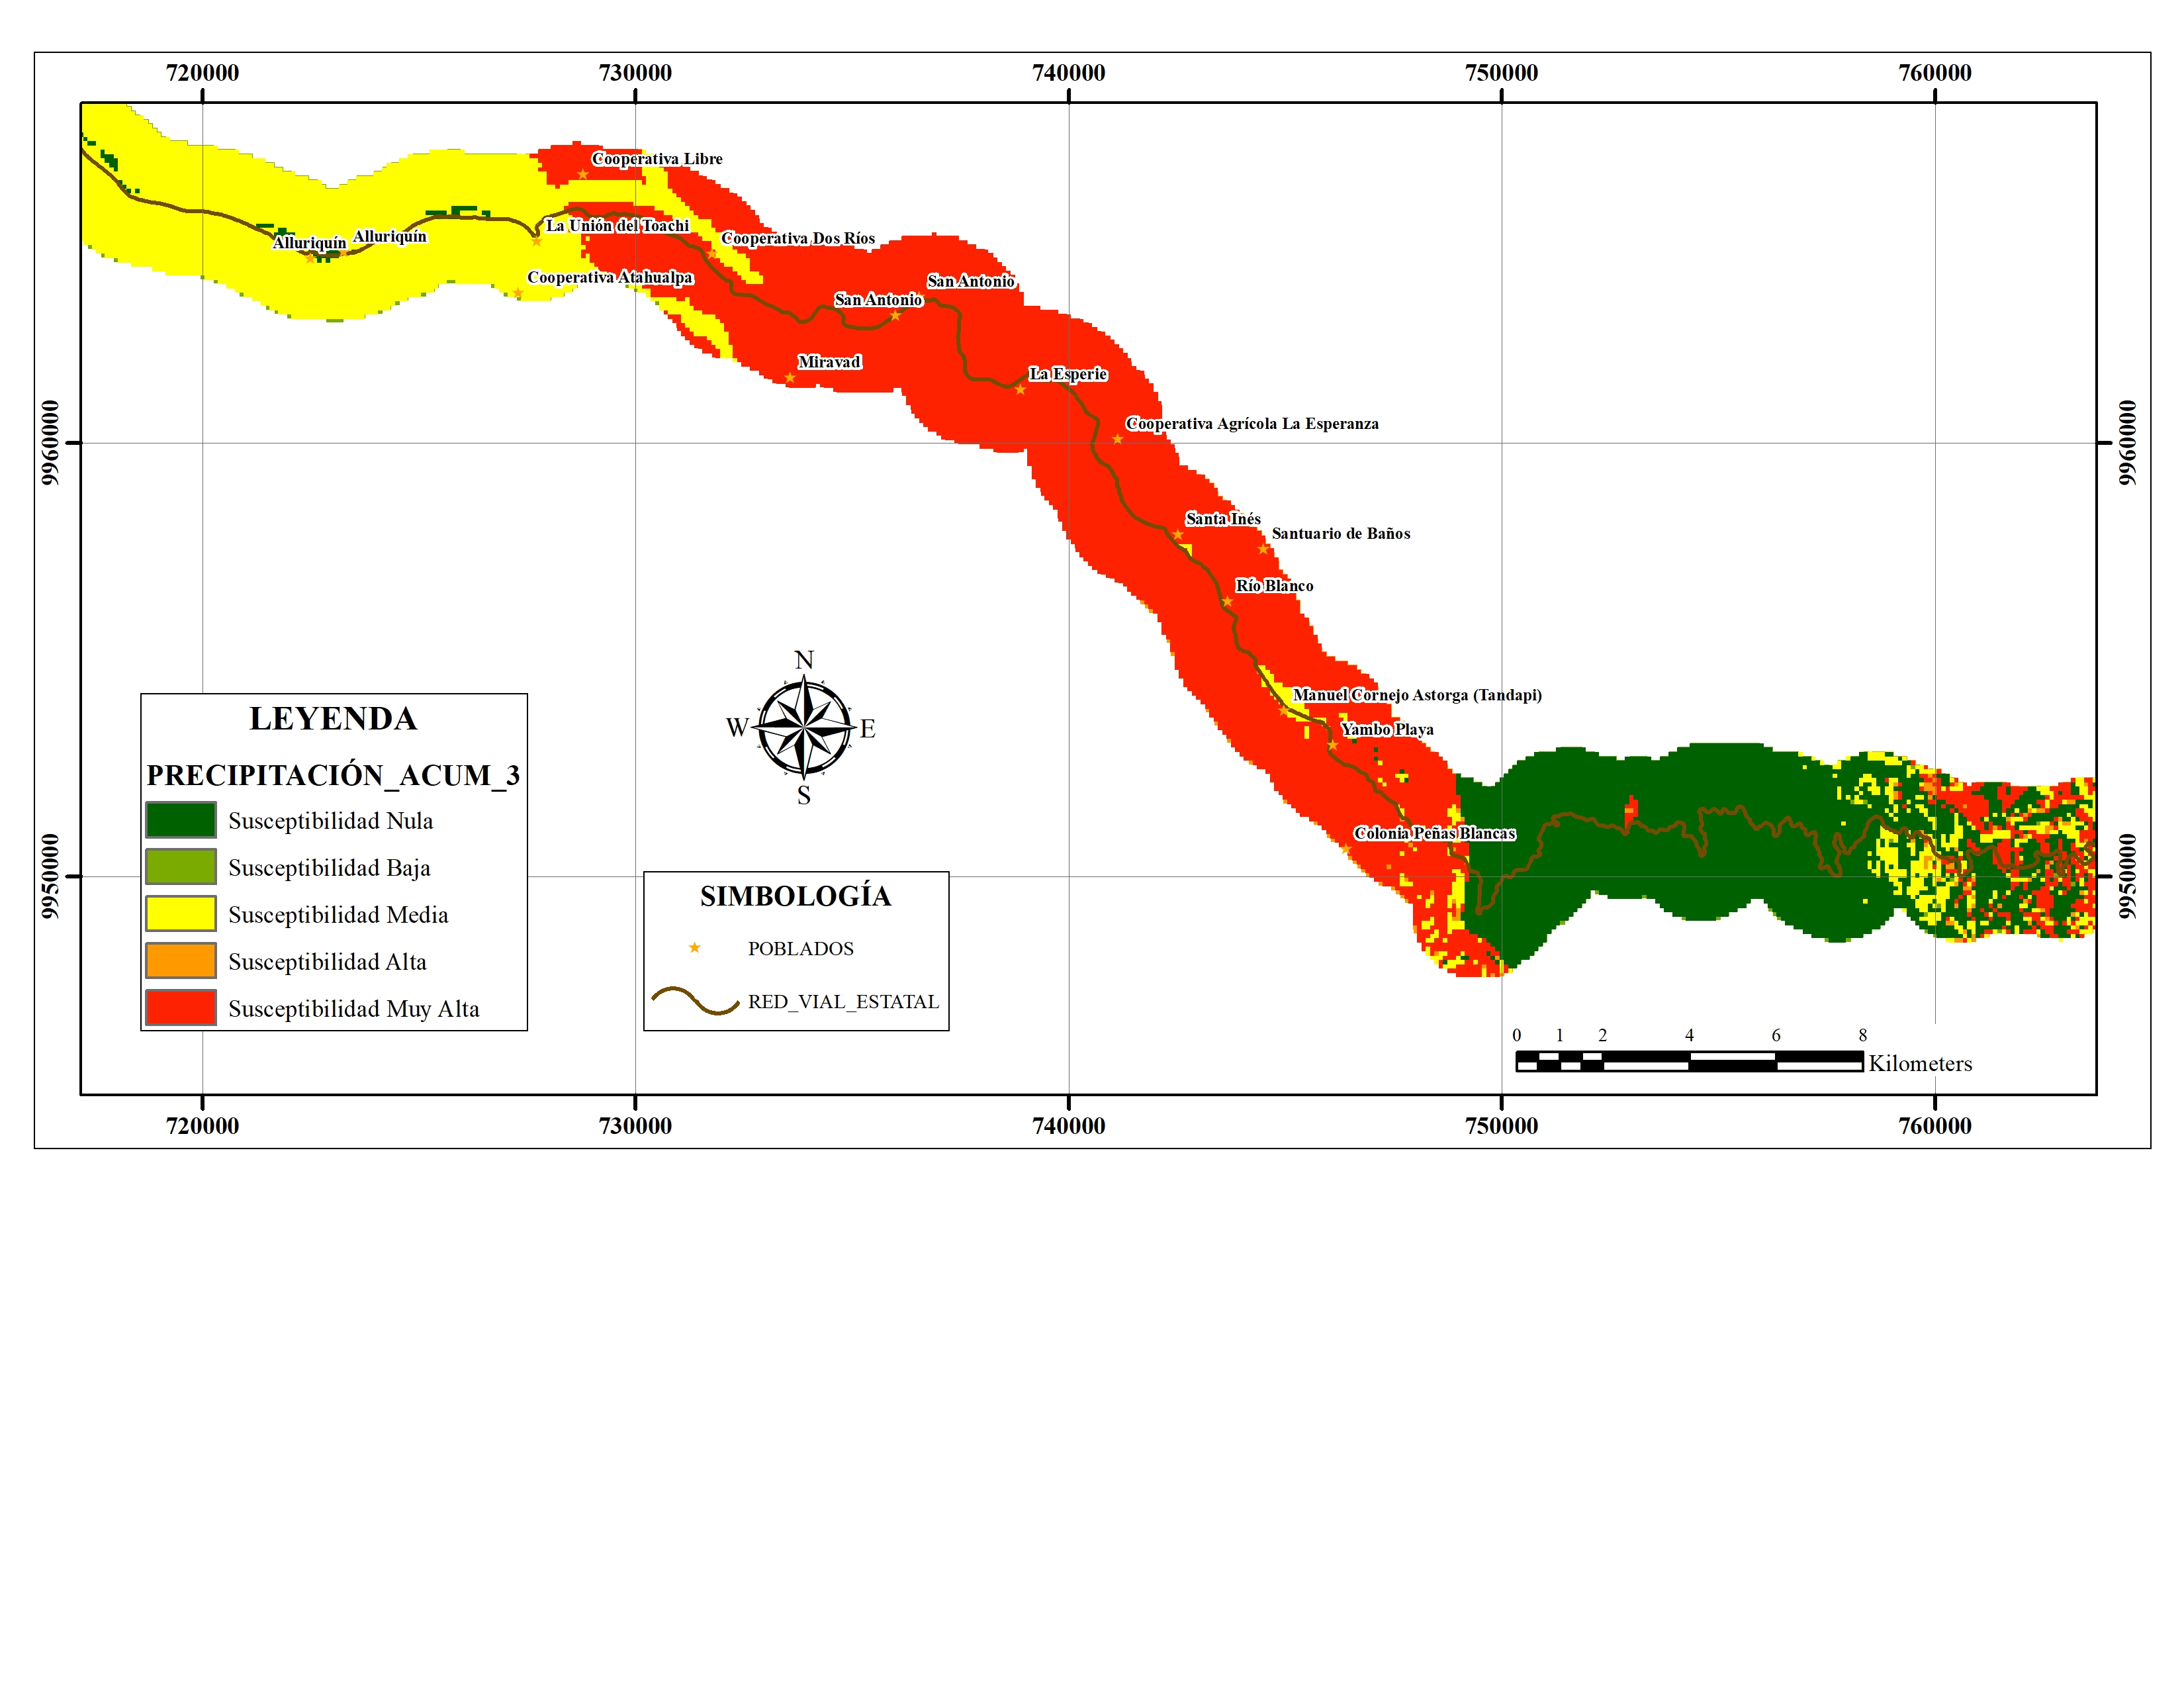 720000 730000 740000 750000 760000
Cooperativa Libre
La Unión del Toachi
Alluriquín Alluriquín
Cooperativa Dos Ríos
Cooperativa Atahualpa
San Antonio
San Antonio
Miravad
La Esperie
Cooperativa Agrícola La Esperanza
9960000 9960000
Santa Inés
Santuario de Baños
Río Blanco
Manuel Cornejo Astorga (Tandapi)
Yambo Playa
Colonia Peñas Blancas
9950000 9950000
N
W E
S
LEYENDA
PRECIPITACIÓN_ACUM_3
Susceptibilidad Nula
Susceptibilidad Baja
Susceptibilidad Media
Susceptibilidad Alta
Susceptibilidad Muy Alta
SIMBOLOGÍA
POBLADOS
RED_VIAL_ESTATAL
0 1 2 4 6 8
Kilometers
720000 730000 740000 750000 760000